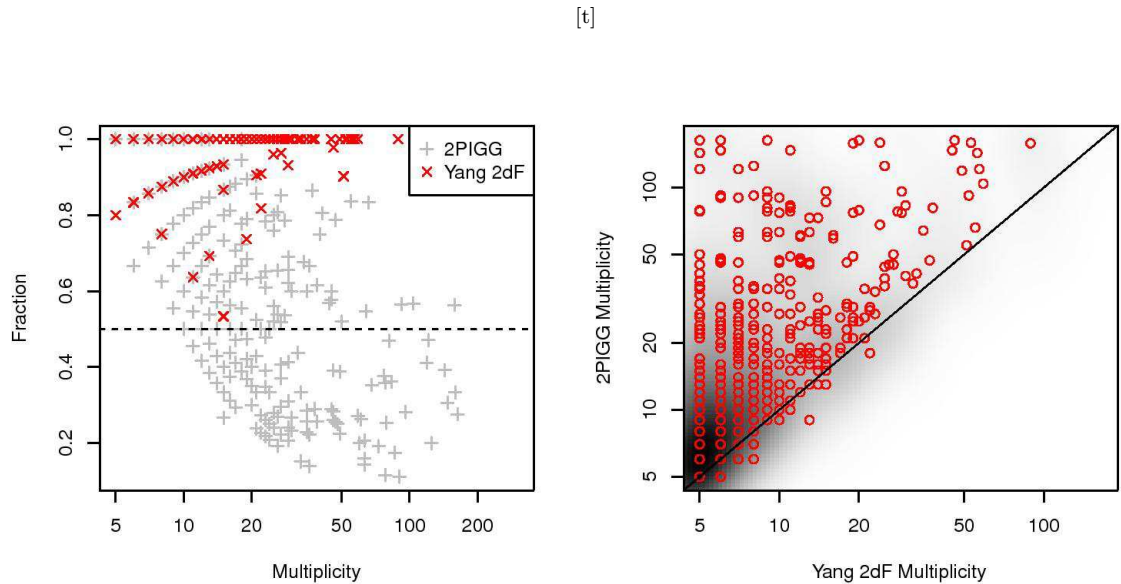 [t]
2PIGG
Yang 2df
Fraction
1.0
0.8
0.6
0.4
0.2
5 10 20 50 100 200
Multiplicity
2PIGG Multiplicity
100
50
20
10
5
5 10 20 50 100
Yang 2dF Multiplicity